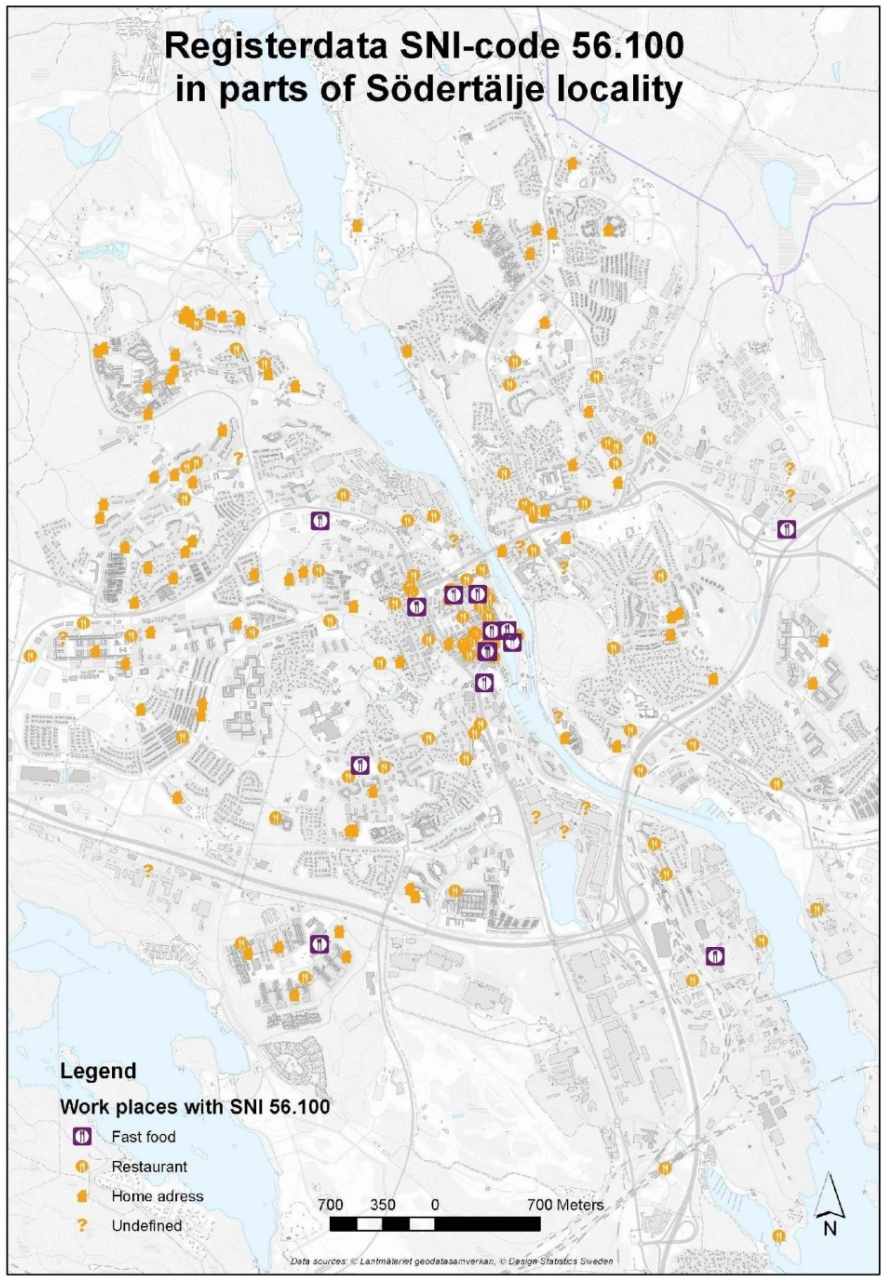 Registerdata SNI-code 56.100
in parts of Södertälje locality
Legend
Work places with SNI 56.100
Fast food
Restaurant
Home adress
? Undefined
700 350 0 700 Meters
N
Data sources: © Lantmäteriet geodatasamverkan, © Design Statistics Sweden